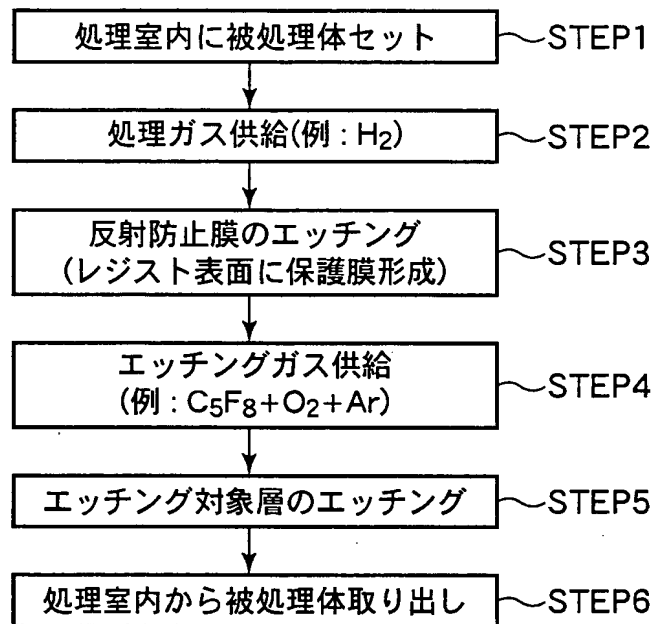 処理室内に被処理体セット STEP1
処理ガス供給(例：H₂) STEP2
反射防止膜のエッチング
(レジスト表面に保護膜形成) STEP3
エッチングガス供給
(例：C₅F₈+O₂+Ar) STEP4
エッチング対象層のエッチング STEP5
処理室内から被処理体取り出し STEP6